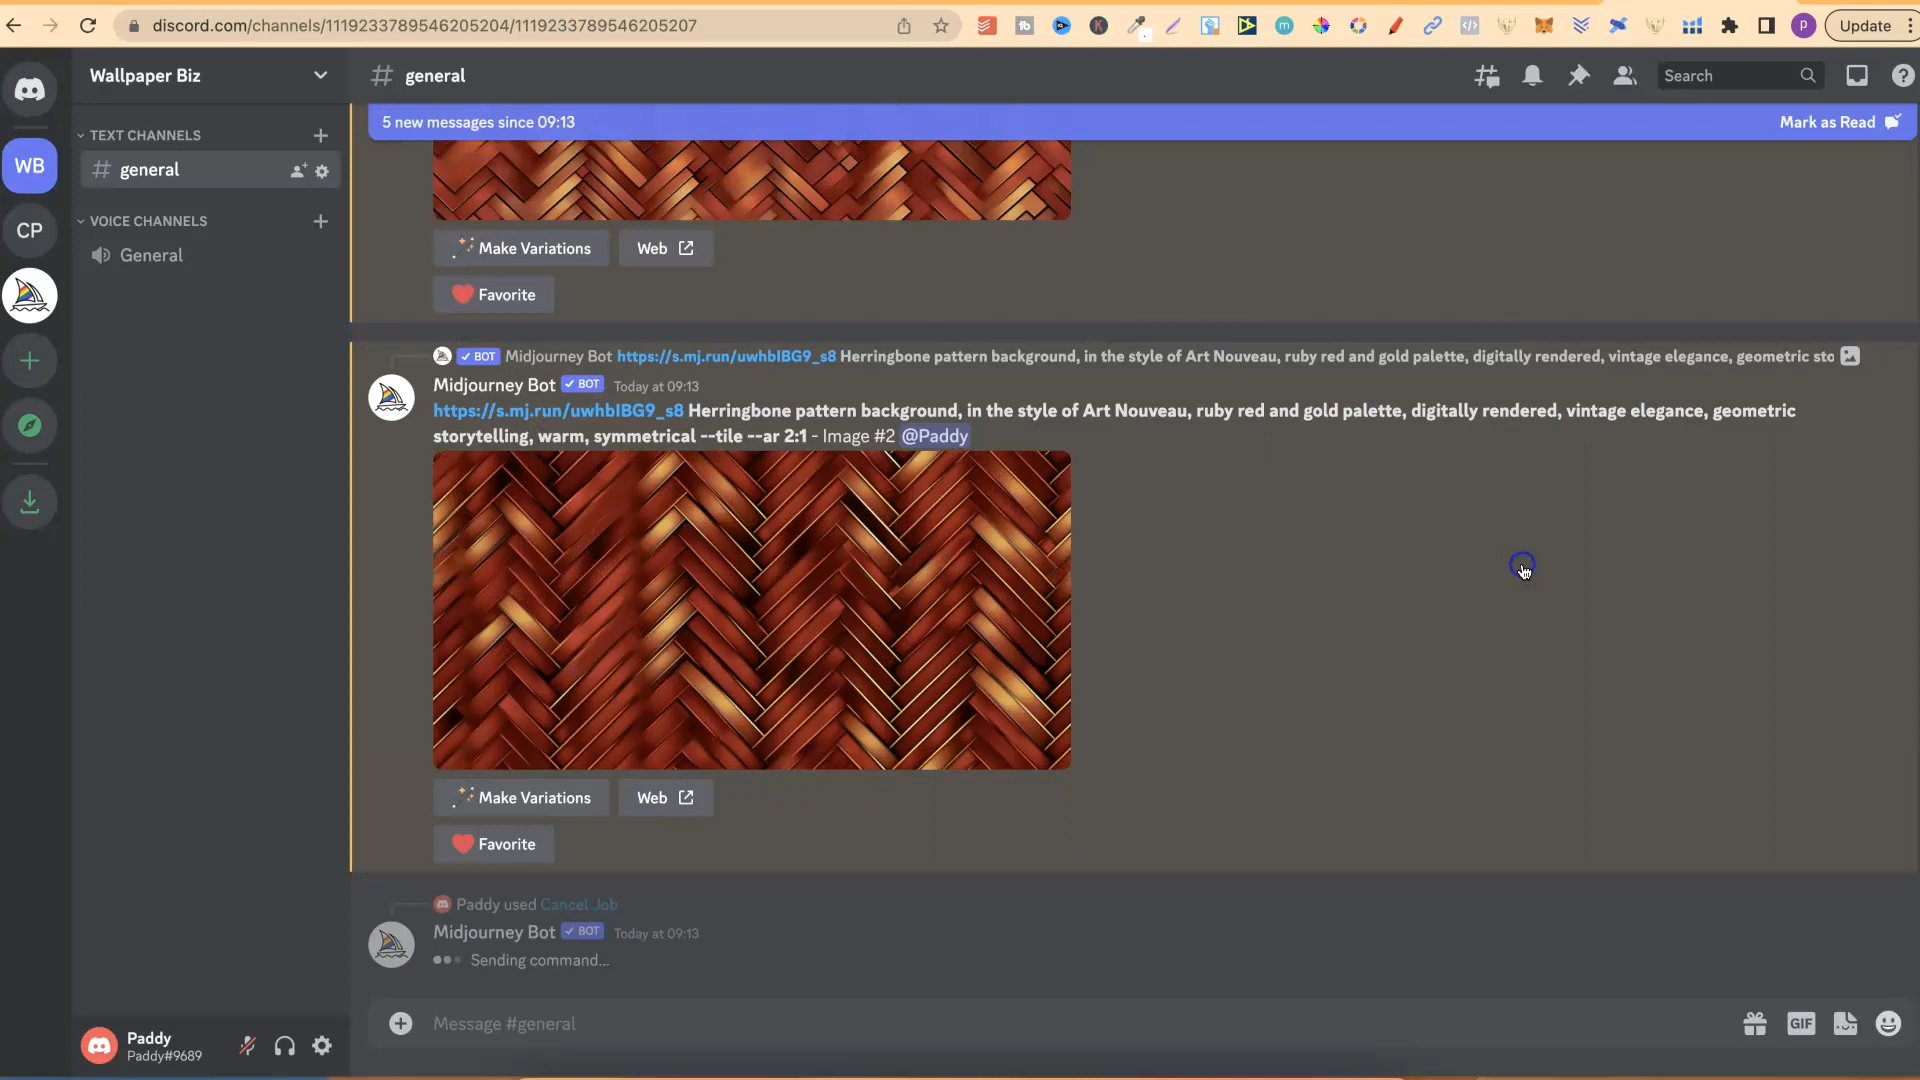 discord.com/channels/1119233789546205204/1119233789546205207
Update
Wallpaper Biz
general
Search
5 new messages since 09:13
Mark as Read
TEXT CHANNELS
WB
general
VOICE CHANNELS
CP
General
Make Variations
Web
Favorite
BOT Midjourney Bot https://s.mj.run/uwhbIBG9_s8 Herringbone pattern background, in the style of Art Nouveau, ruby red and gold palette, digitally rendered, vintage elegance, geometric sto
Midjourney Bot BOT Today at 09:13
https://s.mj.run/uwhbIBG9_s8 Herringbone pattern background, in the style of Art Nouveau, ruby red and gold palette, digitally rendered, vintage elegance, geometric
storytelling, warm, symmetrical --tile --ar 2:1 - Image #2 @Paddy
Make Variations
Web
Favorite
Paddy used Cancel Job
Midjourney Bot BOT Today at 09:13
Sending command...
Message #general
GIF
Paddy
Paddy#9689